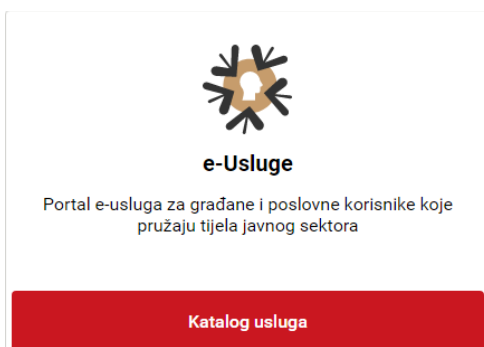 e-Usluge
Portal e-usluga za građane i poslovne korisnike koje
pružaju tijela javnog sektora
Katalog usluga